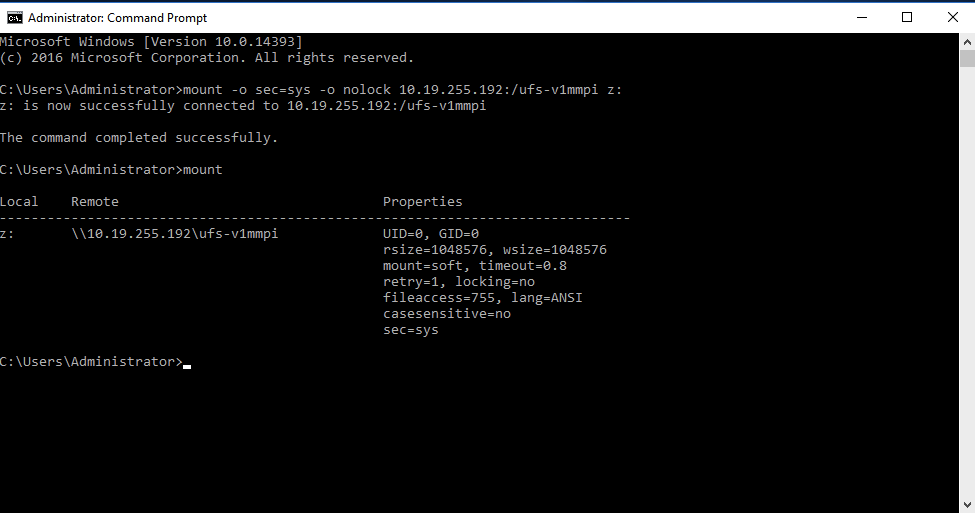 Administrator: Command Prompt
Microsoft Windows [Version 10.0.14393]
(c) 2016 Microsoft Corporation. All rights reserved.
C:\Users\Administrator>mount -o sec=sys -o nolock 10.19.255.192:/ufs-v1mmpi z:
z: is now successfully connected to 10.19.255.192:/ufs-v1mmpi
The command completed successfully.
C:\Users\Administrator>mount
Local    Remote                                 Properties
-------------------------------------------------------------------------------
z:       \\10.19.255.192\ufs-v1mmpi             UID=0, GID=0
                                                rsize=1048576, wsize=1048576
                                                mount=soft, timeout=0.8
                                                retry=1, locking=no
                                                fileaccess=755, lang=ANSI
                                                casesensitive=no
                                                sec=sys
C:\Users\Administrator>